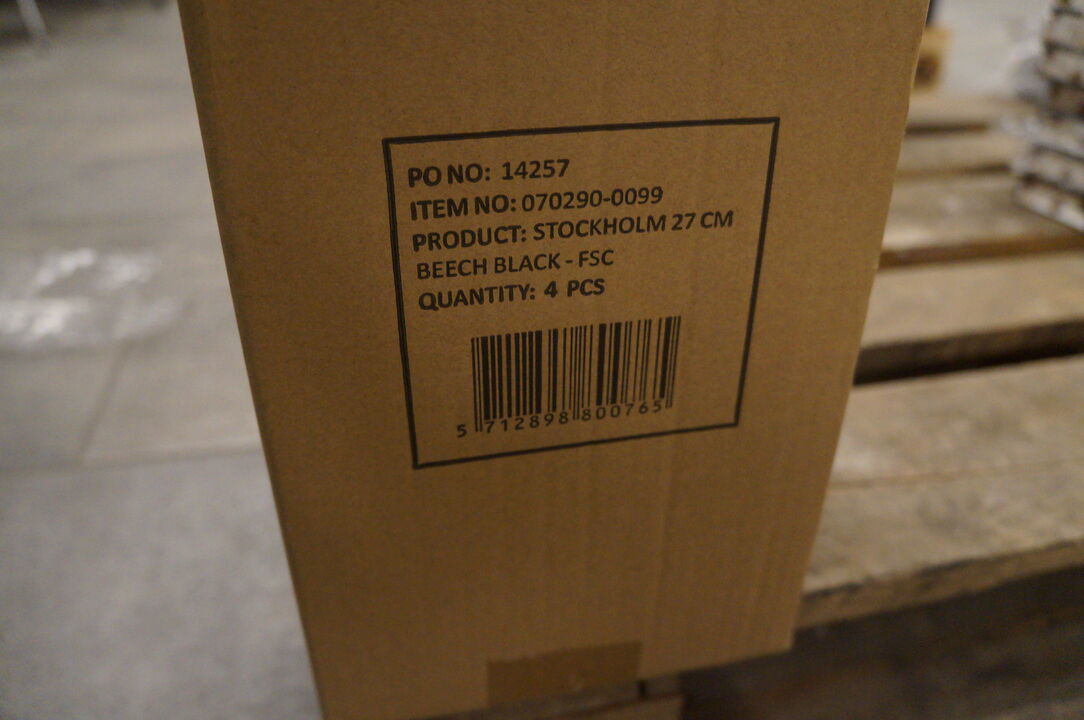 PO NO: 14257
ITEM NO: 070290-0099
PRODUCT: STOCKHOLM 27 CM
BEECH BLACK - FSC
QUANTITY: 4 PCS
5 712898 800765